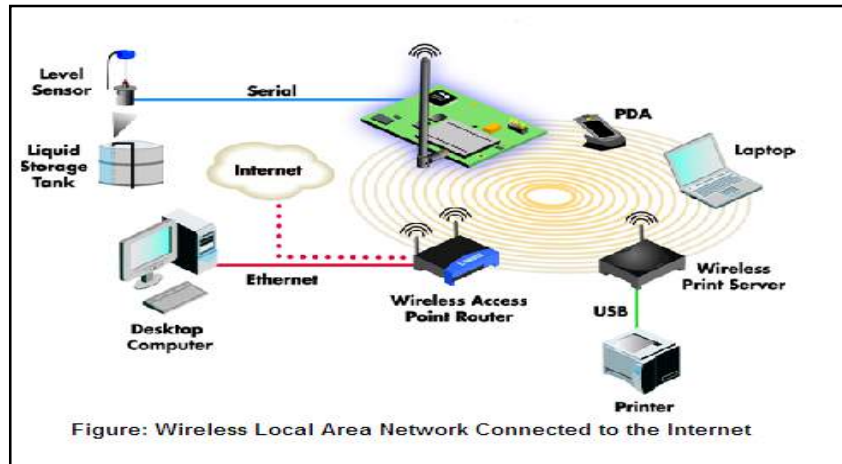 Level
Sensor
Serial
PDA
Laptop
Liquid
Storage
Tank
Internet
Ethernet
Wireless Access
Point Router
Wireless
Print Server
USB
Desktop
Computer
Printer
Figure: Wireless Local Area Network Connected to the Internet